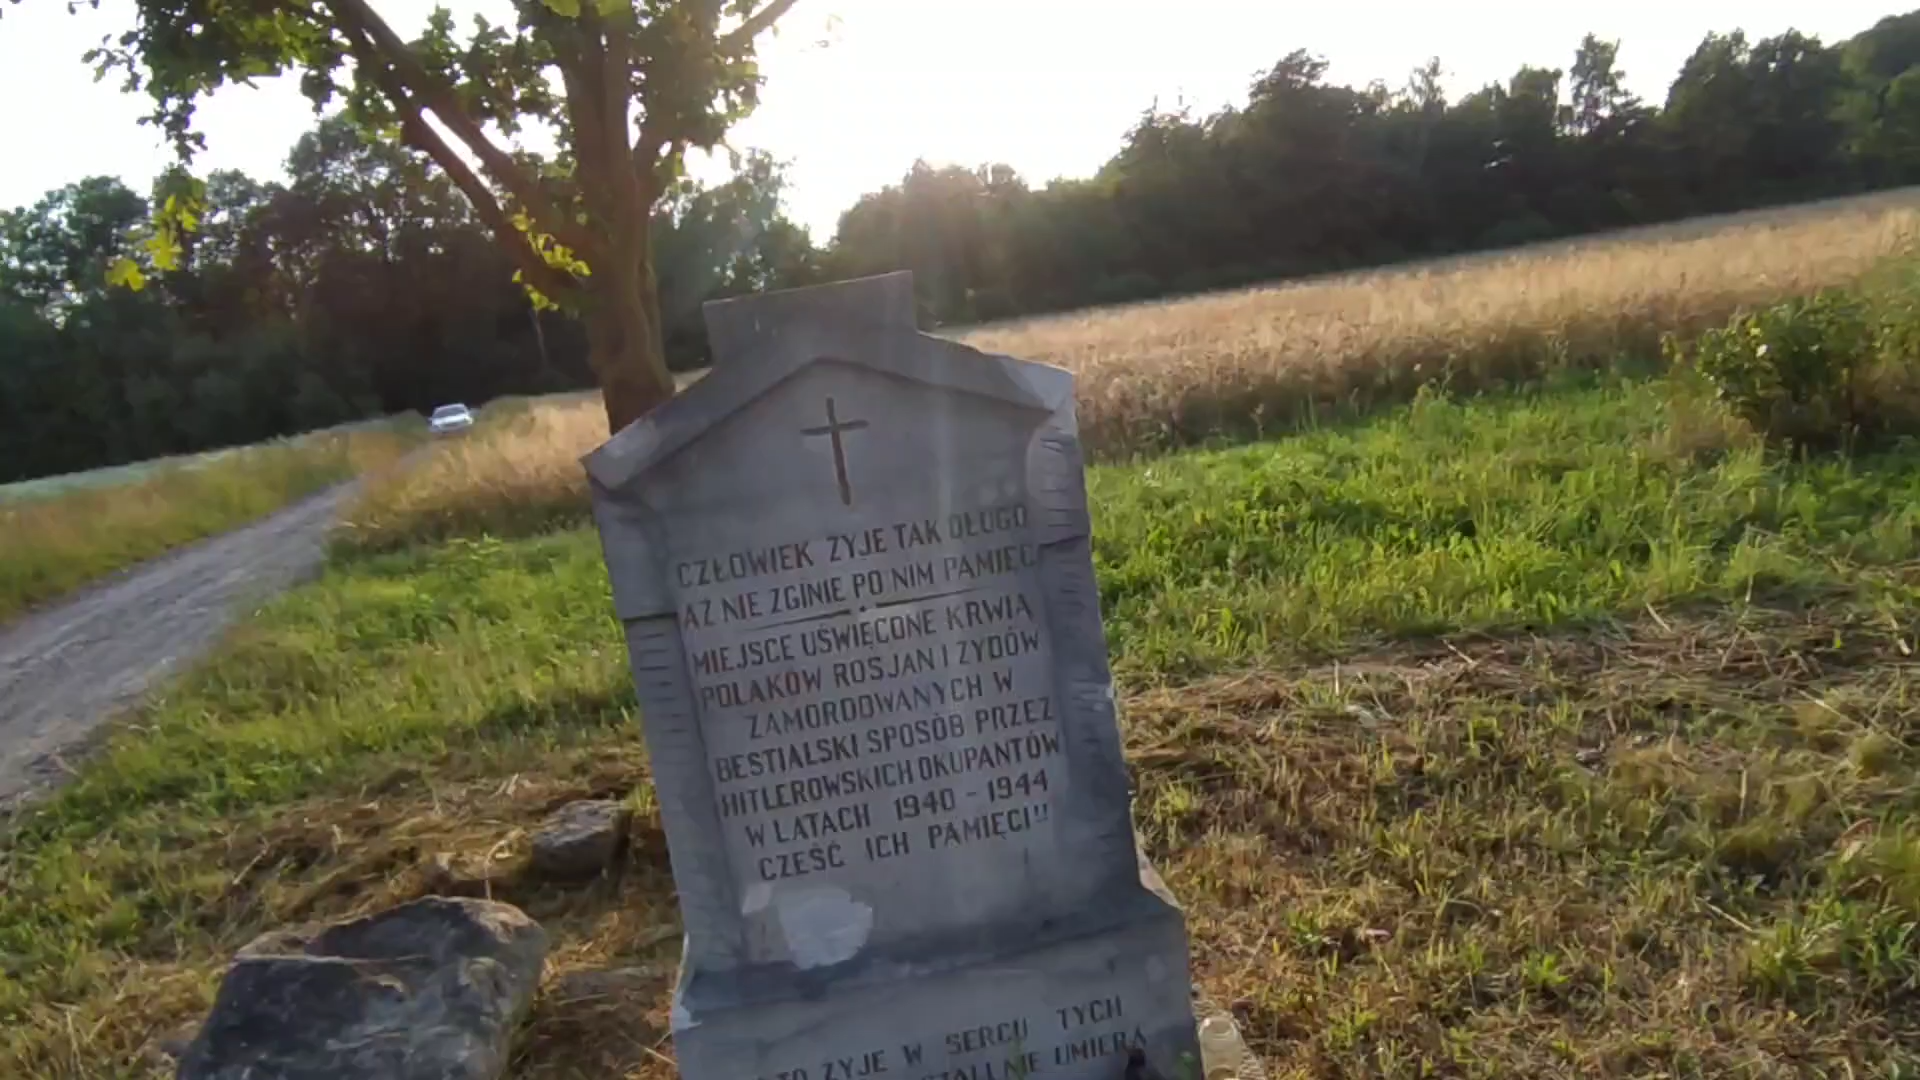 CZŁOWIEK ŻYJE TAK DŁUGO
AŻ NIE ZGINIE PO NIM PAMIĘĆ
MIEJSCE UŚWIĘCONE KRWIĄ
POLAKÓW ROSJAN I ŻYDÓW
ZAMORDOWANYCH W
BESTIALSKI SPOSÓB PRZEZ
HITLEROWSKICH OKUPANTÓW
W LATACH 1940 - 1944
CZEŚĆ ICH PAMIĘCI!!
ŻYJE W SERCU TYCH
NIE UMIERA